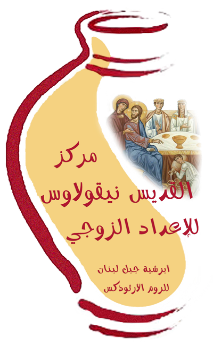 مركز
القديس نيقولاوس
للإعداد الزوجي
ابرشية جبل لبنان
للروم الارثوذكس